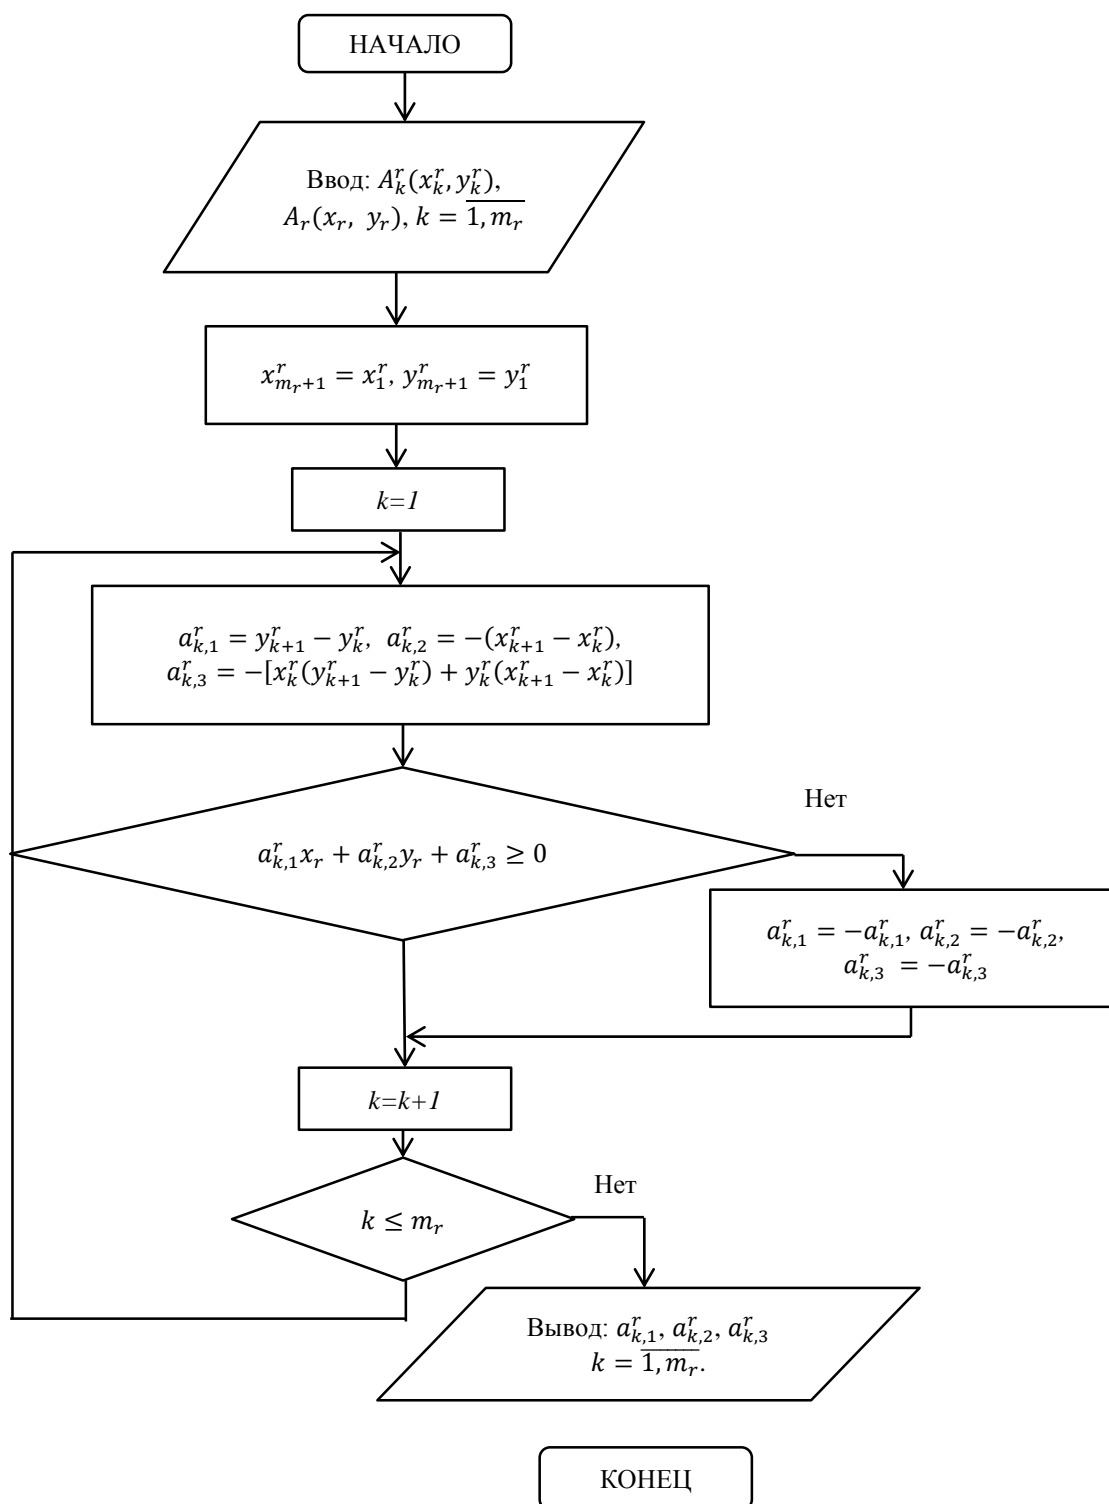 НАЧАЛО
Ввод: $A_k^r(x_k^r, y_k^r)$,
$A_r(x_r, y_r)$, $k = \overline{1, m_r}$
$x_{m_r+1}^r = x_1^r$, $y_{m_r+1}^r = y_1^r$
k=1
$a_{k,1}^r = y_{k+1}^r - y_k^r$, $a_{k,2}^r = -(x_{k+1}^r - x_k^r)$,
$a_{k,3}^r = -[x_k^r(y_{k+1}^r - y_k^r) + y_k^r(x_{k+1}^r - x_k^r)]$
Нет
$a_{k,1}^r x_r + a_{k,2}^r y_r + a_{k,3}^r \geq 0$
$a_{k,1}^r = -a_{k,1}^r$, $a_{k,2}^r = -a_{k,2}^r$,
$a_{k,3}^r = -a_{k,3}^r$
k=k+1
Нет
$k \leq m_r$
Вывод: $a_{k,1}^r$, $a_{k,2}^r$, $a_{k,3}^r$
$k = \overline{1, m_r}$.
КОНЕЦ